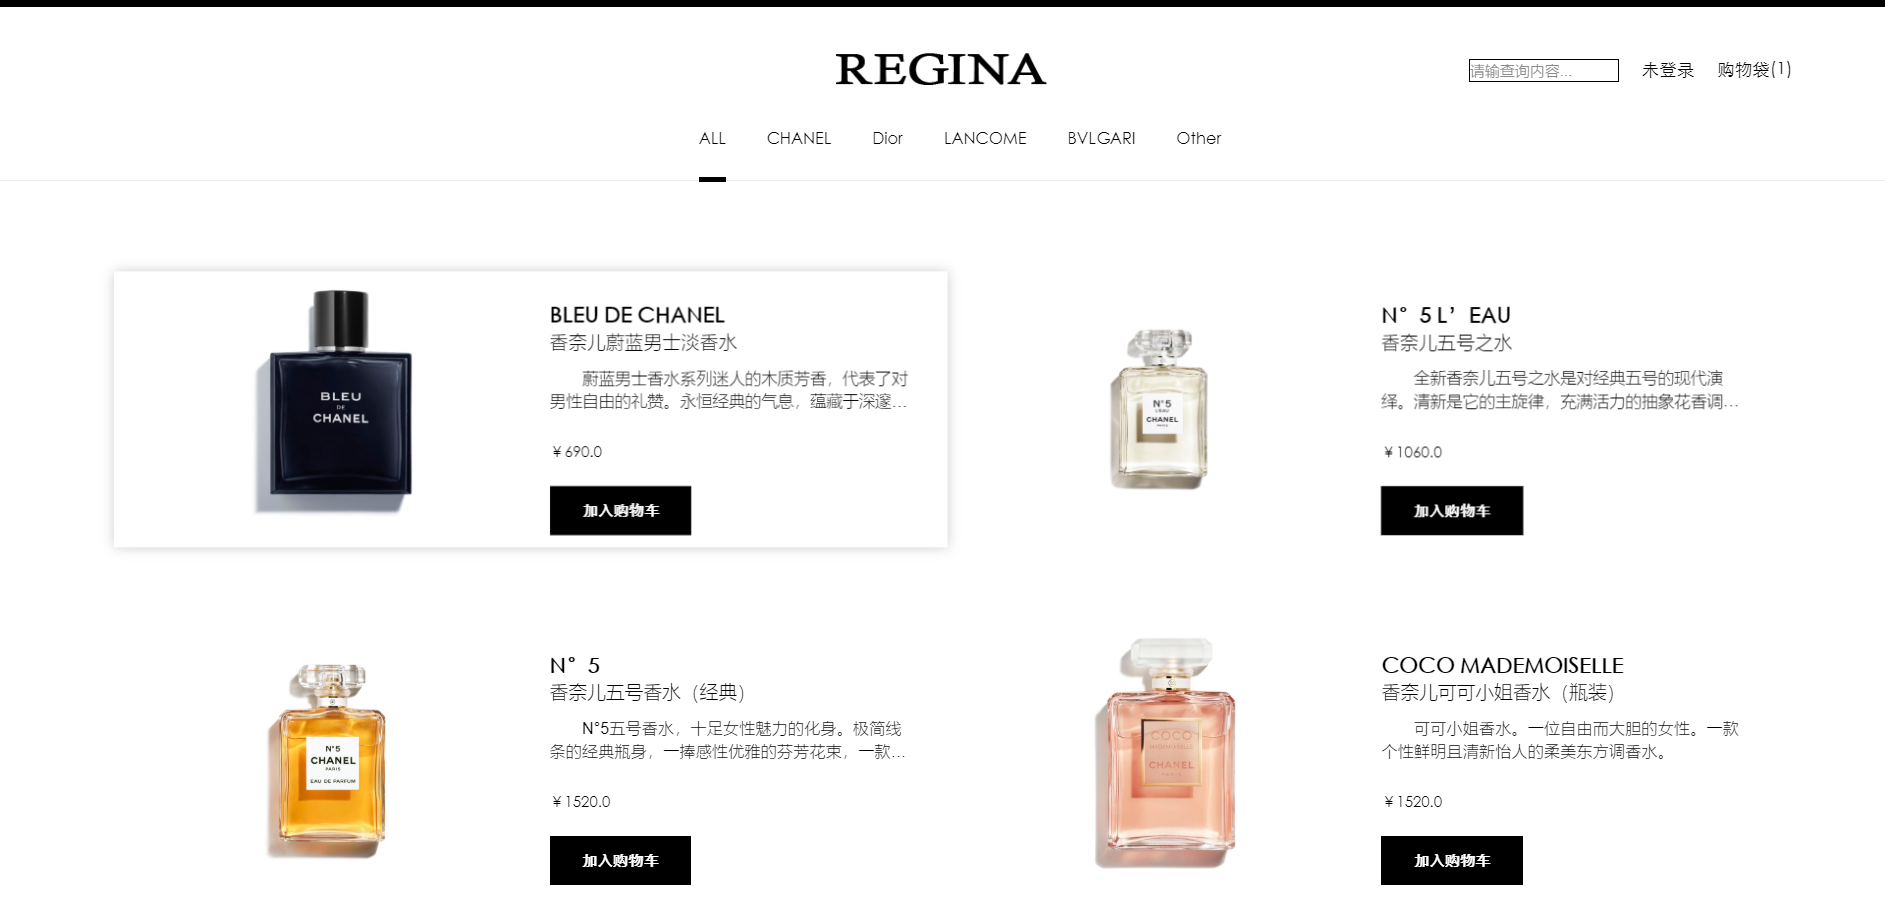 REGINA
请输查询内容...
未登录
购物袋(1)
ALL CHANEL Dior LANCOME BVLGARI Other
BLEU
DE
CHANEL
BLEU DE CHANEL
香奈儿蔚蓝男士淡香水
蔚蓝男士香水系列迷人的木质芳香，代表了对
男性自由的礼赞。永恒经典的气息，蕴藏于深邃...
￥690.0
加入购物车
N°5
L'EAU
CHANEL
PARIS
N°5 L’EAU
香奈儿五号之水
全新香奈儿五号之水是对经典五号的现代演
绎。清新是它的主旋律，充满活力的抽象花香调...
￥1060.0
加入购物车
N°5
CHANEL
PARIS
EAU DE PARFUM
N°5
香奈儿五号香水（经典）
N°5五号香水，十足女性魅力的化身。极简线
条的经典瓶身，一捧感性优雅的芬芳花束，一款...
￥1520.0
加入购物车
COCO
MADEMOISELLE
CHANEL
PARIS
COCO MADEMOISELLE
香奈儿可可小姐香水（瓶装）
可可小姐香水。一位自由而大胆的女性。一款
个性鲜明且清新怡人的柔美东方调香水。
￥1520.0
加入购物车